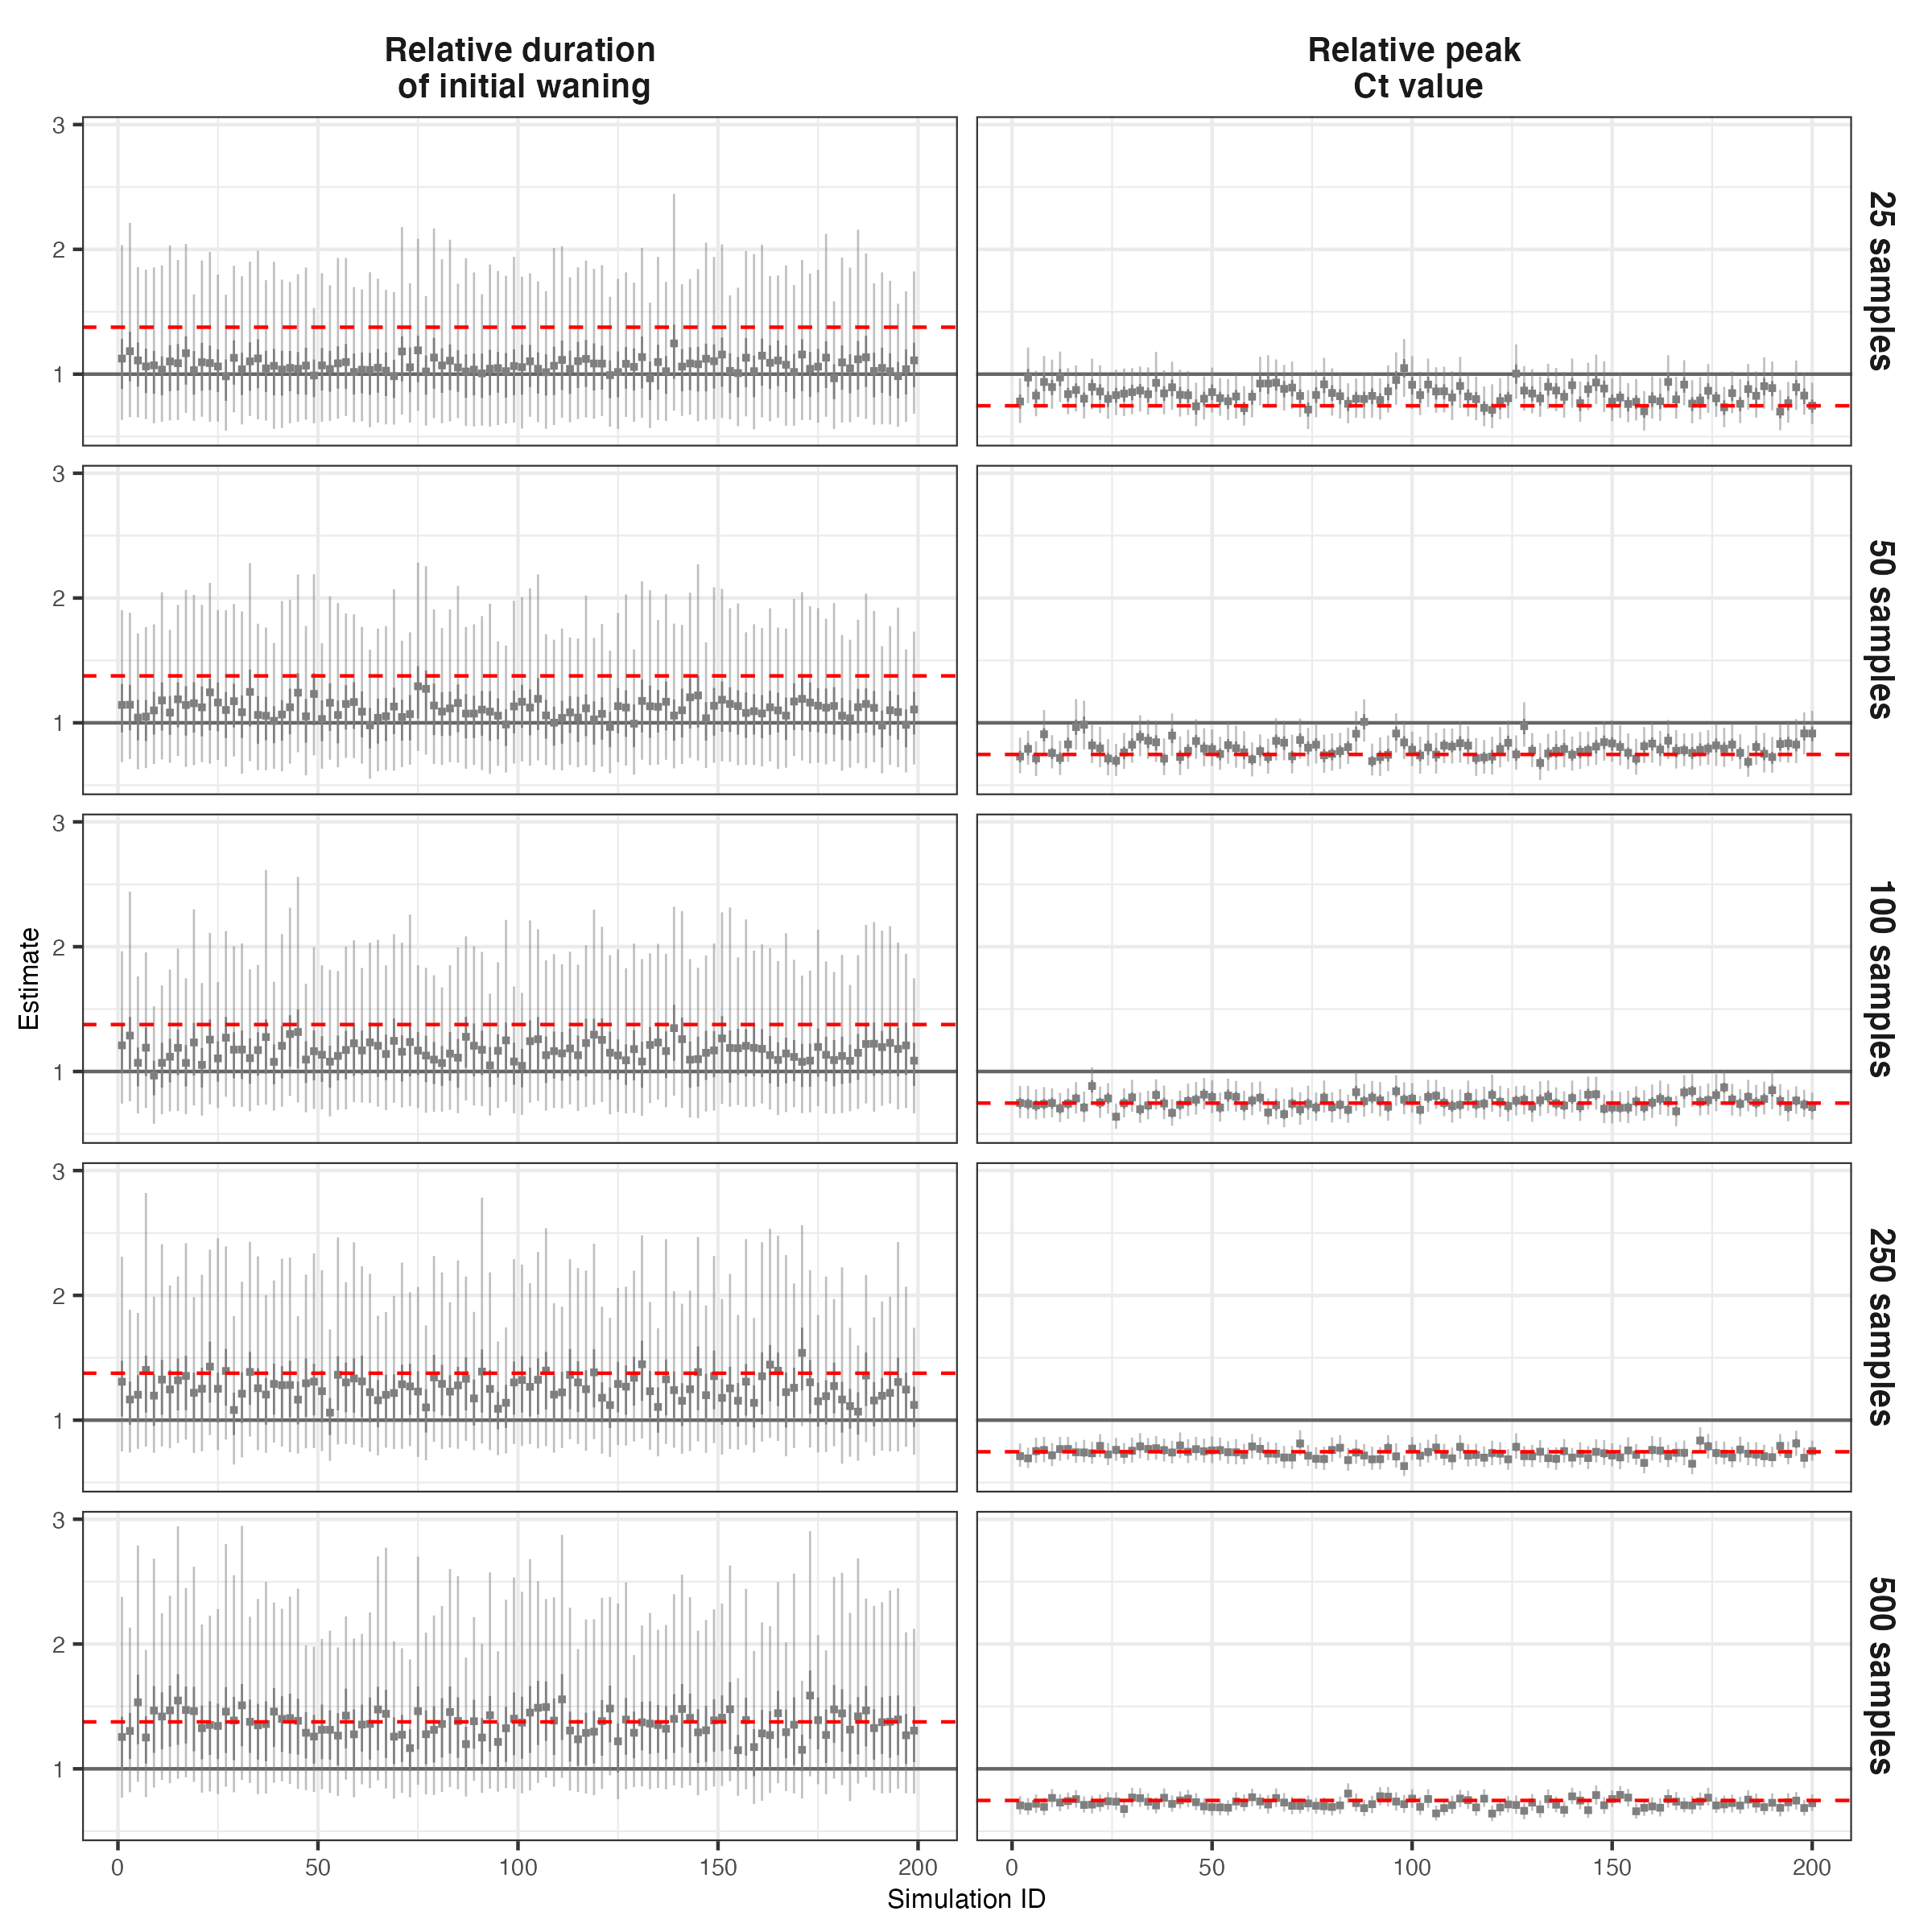 Relative duration
of initial waning
Relative peak
Ct value
3
2
1
25 samples
3
2
1
50 samples
Estimate
3
2
1
100 samples
3
2
1
250 samples
3
2
1
500 samples
0 50 100 150 200
0 50 100 150 200
Simulation ID